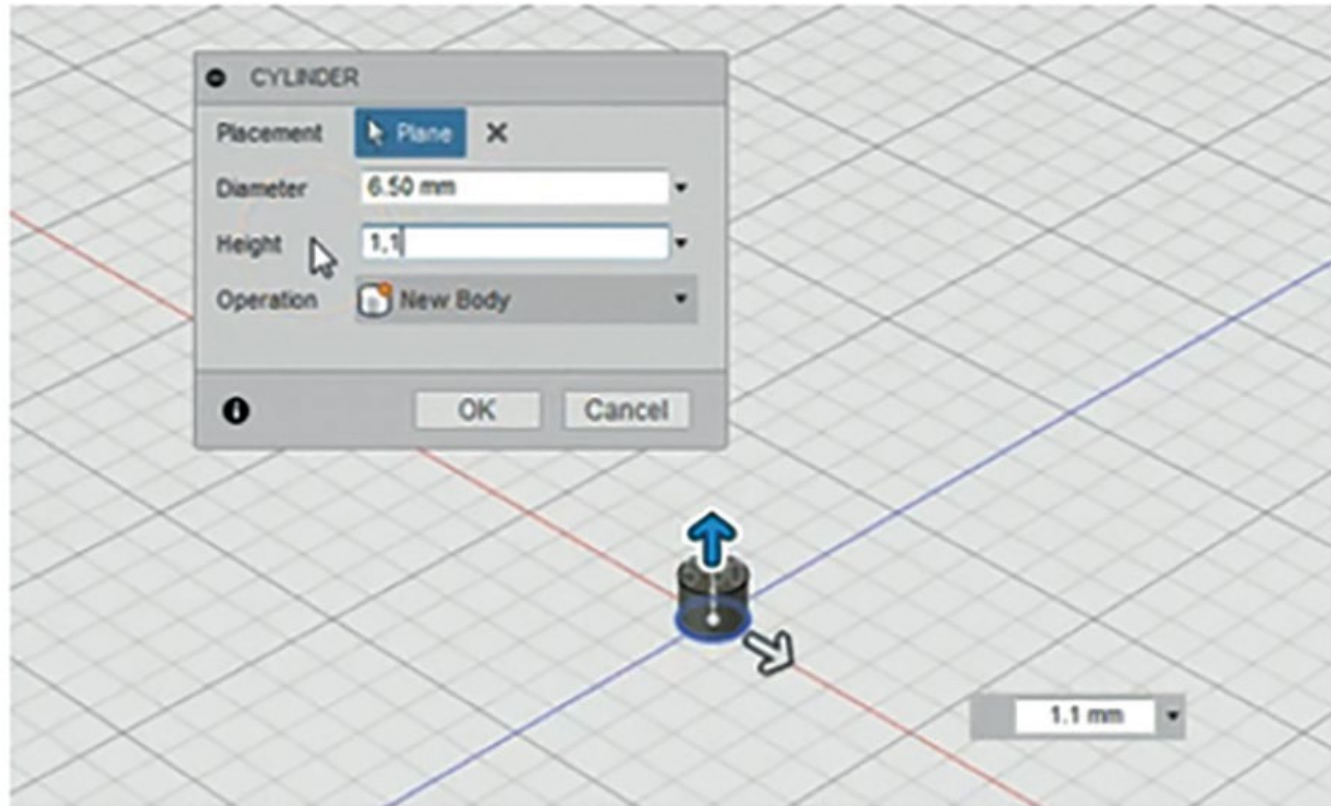 CYLINDER
Placement Plane
Diameter 6.50 mm
Height 1.1
Operation New Body
OK Cancel
1.1 mm